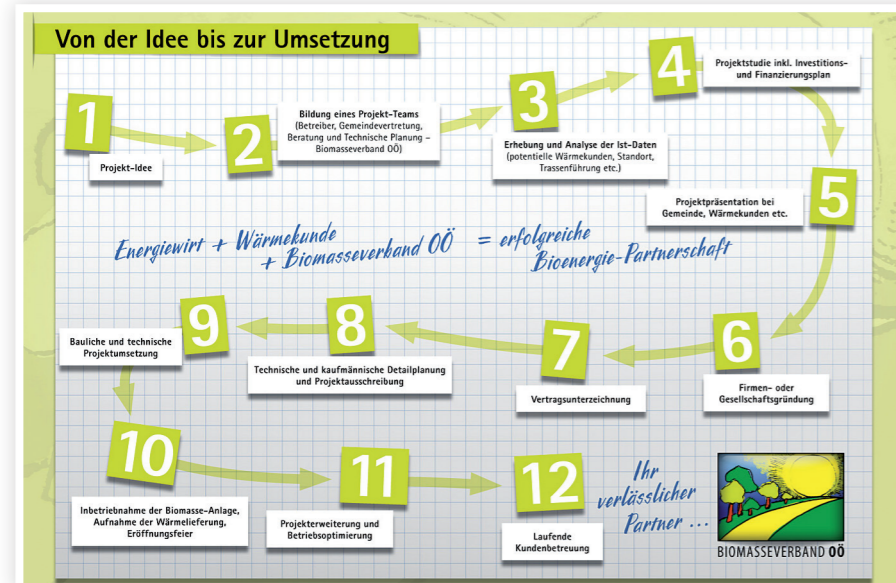 Von der Idee bis zur Umsetzung
1
Projekt-Idee
2
Bildung eines Projekt-Teams
(Betreiber, Gemeindevertretung,
Beratung und Technische Planung –
Biomasseverband OÖ)
3
Erhebung und Analyse der Ist-Daten
(potentielle Wärmekunden, Standort,
Trassenführung etc.)
4
Projektstudie inkl. Investitions-
und Finanzierungsplan
5
Projektpräsentation bei
Gemeinde, Wärmekunden etc.
Energiewirt + Wärmekunde
+ Biomasseverband OÖ
= erfolgreiche
Bioenergie-Partnerschaft
6
Firmen- oder
Gesellschaftsgründung
7
Vertragsunterzeichnung
8
Technische und kaufmännische Detailplanung
und Projektausschreibung
9
Bauliche und technische
Projektumsetzung
10
Inbetriebnahme der Biomasse-Anlage,
Aufnahme der Wärmelieferung,
Eröffnungsfeier
11
Projekterweiterung und
Betriebsoptimierung
12
Laufende
Kundenbetreuung
Ihr
verlässlicher
Partner ...
BIOMASSEVERBAND OÖ